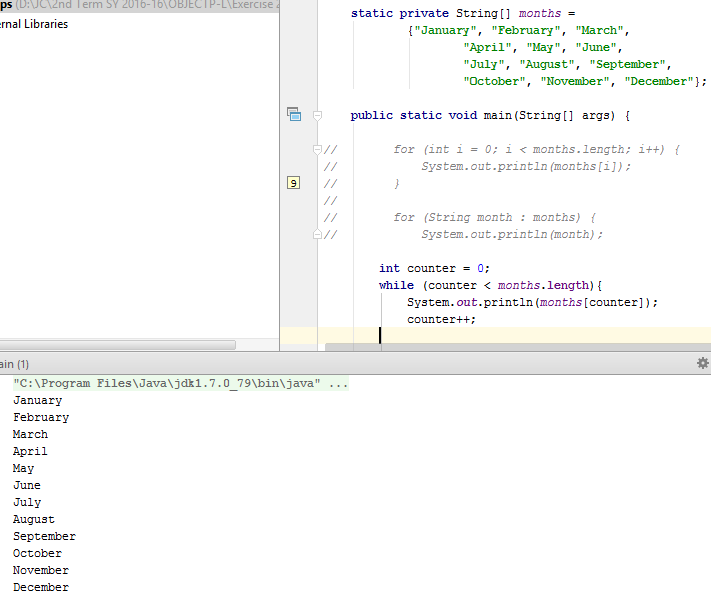 ps (D:\JC\2nd Term SY 2016-16\OBJECTP-L\Exercise 2
ernal Libraries
static private String[] months =
{"January", "February", "March",
"April", "May", "June",
"July", "August", "September",
"October", "November", "December"};
public static void main(String[] args) {
// for (int i = 0; i < months.length; i++) {
// System.out.println(months[i]);
9 // }
//
// for (String month : months) {
// System.out.println(month);
int counter = 0;
while (counter < months.length){
System.out.println(months[counter]);
counter++;
ain (1)
"C:\Program Files\Java\jdk1.7.0_79\bin\java" ...
January
February
March
April
May
June
July
August
September
October
November
December